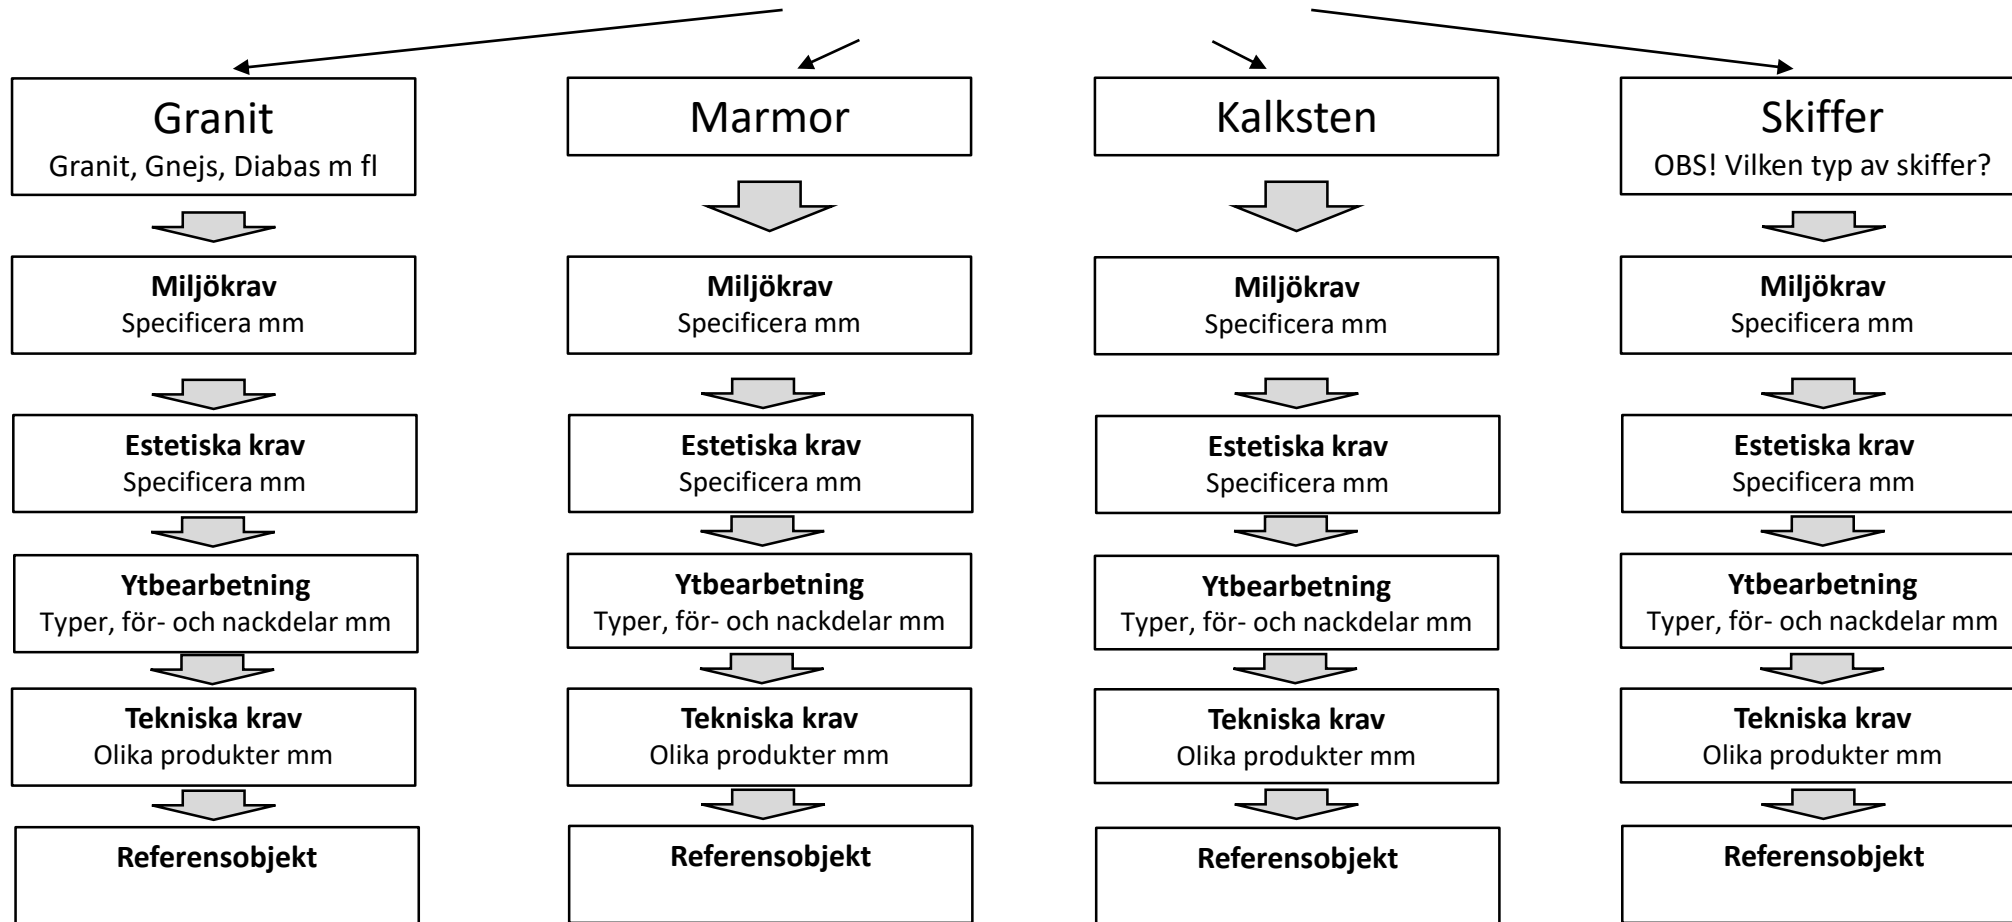 Granit
Granit, Gnejs, Diabas m fl
Miljökrav
Specificera mm
Estetiska krav
Specificera mm
Ytbearbetning
Typer, för- och nackdelar mm
Tekniska krav
Olika produkter mm
Referensobjekt
Marmor
Miljökrav
Specificera mm
Estetiska krav
Specificera mm
Ytbearbetning
Typer, för- och nackdelar mm
Tekniska krav
Olika produkter mm
Referensobjekt
Kalksten
Miljökrav
Specificera mm
Estetiska krav
Specificera mm
Ytbearbetning
Typer, för- och nackdelar mm
Tekniska krav
Olika produkter mm
Referensobjekt
Skiffer
OBS! Vilken typ av skiffer?
Miljökrav
Specificera mm
Estetiska krav
Specificera mm
Ytbearbetning
Typer, för- och nackdelar mm
Tekniska krav
Olika produkter mm
Referensobjekt